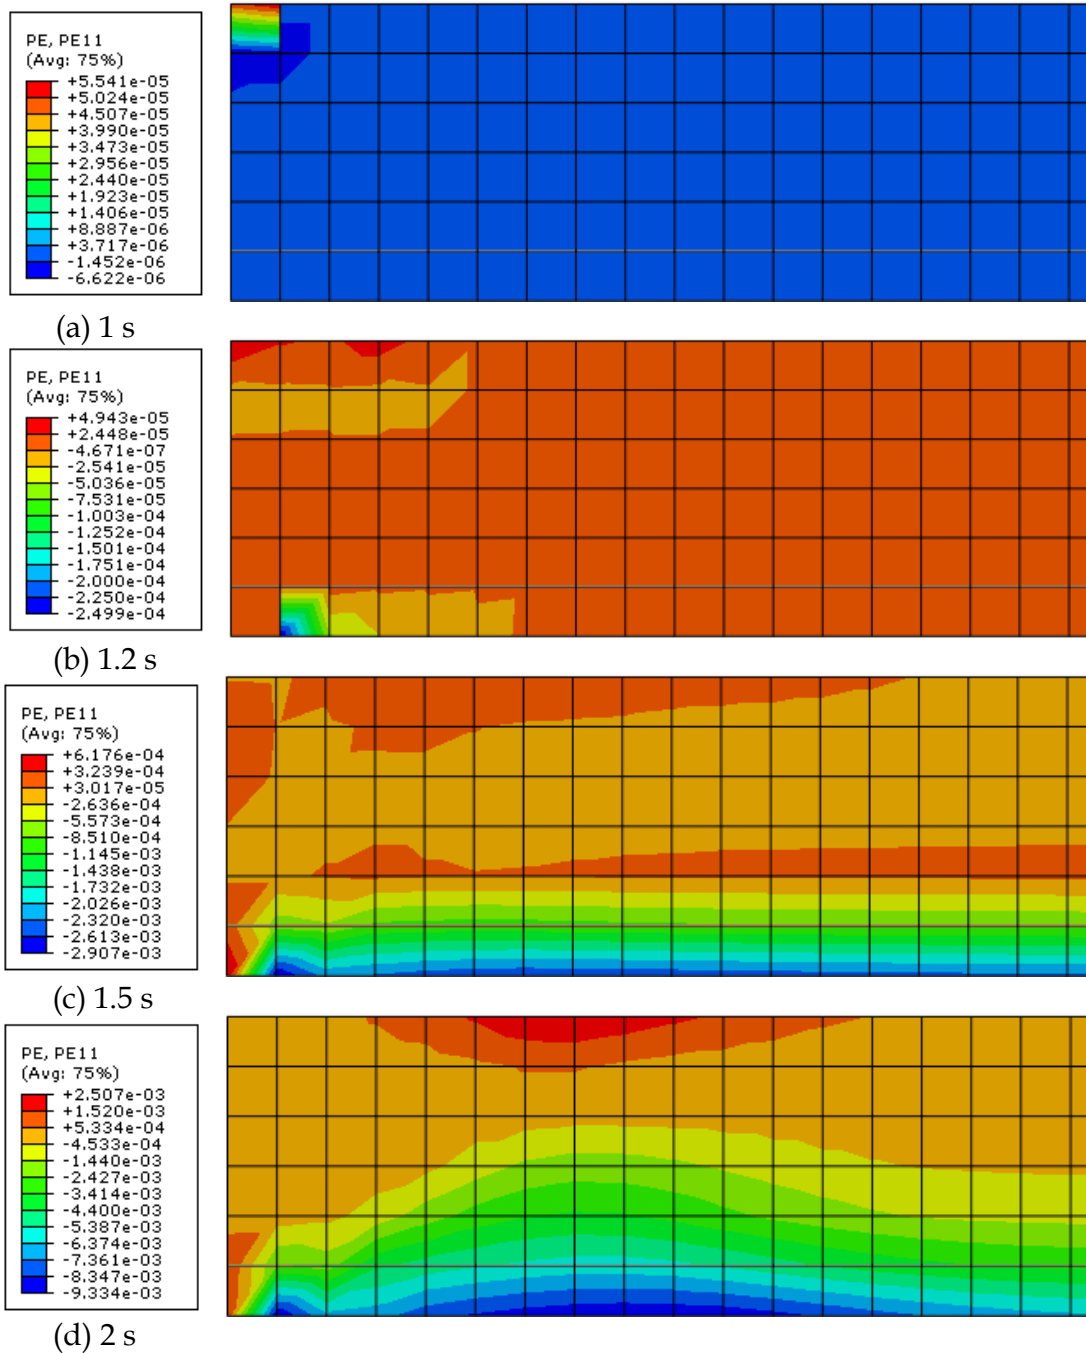 PE, PE11
(Avg: 75%)
+5.541e-05
+5.024e-05
+4.507e-05
+3.990e-05
+3.473e-05
+2.956e-05
+2.440e-05
+1.923e-05
+1.406e-05
+8.887e-06
+3.717e-06
-1.452e-06
-6.622e-06
(a) 1 s
PE, PE11
(Avg: 75%)
+4.943e-05
+2.448e-05
-4.671e-07
-2.541e-05
-5.036e-05
-7.531e-05
-1.003e-04
-1.252e-04
-1.501e-04
-1.751e-04
-2.000e-04
-2.250e-04
-2.499e-04
(b) 1.2 s
PE, PE11
(Avg: 75%)
+6.176e-04
+3.239e-04
+3.017e-05
-2.636e-04
-5.573e-04
-8.510e-04
-1.145e-03
-1.438e-03
-1.732e-03
-2.026e-03
-2.320e-03
-2.613e-03
-2.907e-03
(c) 1.5 s
PE, PE11
(Avg: 75%)
+2.507e-03
+1.520e-03
+5.334e-04
-4.533e-04
-1.440e-03
-2.427e-03
-3.414e-03
-4.400e-03
-5.387e-03
-6.374e-03
-7.361e-03
-8.347e-03
-9.334e-03
(d) 2 s